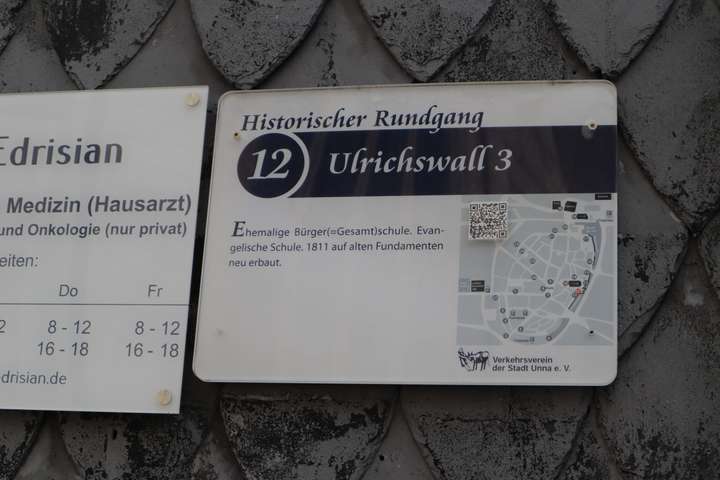 Edrisian
Medizin (Hausarzt)
und Onkologie (nur privat)
eiten:
Do Fr
2 8 - 12 8 - 12
16 - 18 16 - 18
drisian.de
Historischer Rundgang
12 Ulrichswall 3
Ehemalige Bürger(=Gesamt)schule. Evan-
gelische Schule. 1811 auf alten Fundamenten
neu erbaut.
Verkehrsverein
der Stadt Unna e. V.